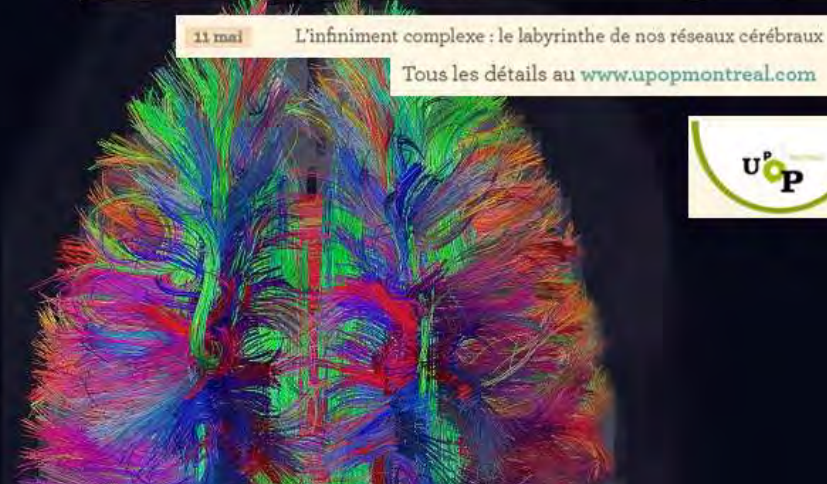 11 mai L'infiniment complexe : le labyrinthe de nos réseaux cérébraux
Tous les détails au www.upopmontreal.com
UPOP